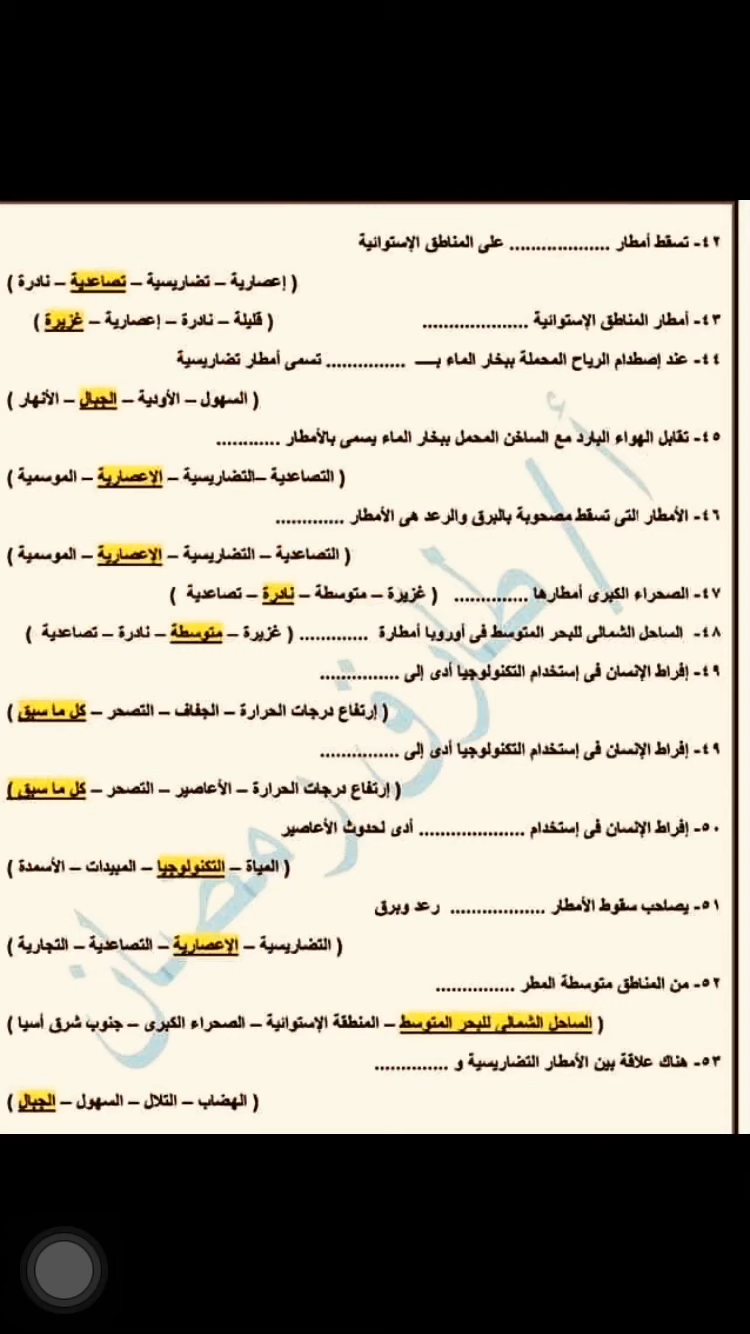 ٤٢- تسقط أمطار ................... على المناطق الإستوائية
( إعصارية – تضاريسية – تصاعدية – نادرة )
٤٣- أمطار المناطق الإستوائية .................... ( قليلة – نادرة – إعصارية – غزيرة )
٤٤- عند إصطدام الرياح المحملة ببخار الماء بـــــ ............... تسمى أمطار تضاريسية
( السهول – الأودية – الجبال – الأنهار )
٤٥- تقابل الهواء البارد مع الساخن المحمل ببخار الماء يسمى بالأمطار ............
( التصاعدية –التضاريسية – الإعصارية – الموسمية )
٤٦- الأمطار التى تسقط مصحوبة بالبرق والرعد هى الأمطار .............
( التصاعدية – التضاريسية – الإعصارية – الموسمية )
٤٧- الصحراء الكبرى أمطارها .............. ( غزيرة – متوسطة – نادرة – تصاعدية )
٤٨- الساحل الشمالى للبحر المتوسط فى أوروبا أمطارة ............. ( غزيرة – متوسطة – نادرة – تصاعدية )
٤٩- إفراط الإنسان فى إستخدام التكنولوجيا أدى إلى ...............
( إرتفاع درجات الحرارة – الجفاف – التصحر – كل ما سبق )
٤٩- إفراط الإنسان فى إستخدام التكنولوجيا أدى إلى ...............
( إرتفاع درجات الحرارة – الأعاصير – التصحر – كل ما سبق )
٥٠- إفراط الإنسان فى إستخدام .................... أدى لحدوث الأعاصير
( المياة – التكنولوجيا – المبيدات – الأسمدة )
٥١- يصاحب سقوط الأمطار .................. رعد وبرق
( التضاريسية – الإعصارية – التصاعدية – التجارية )
٥٢- من المناطق متوسطة المطر ...............
( الساحل الشمالى للبحر المتوسط – المنطقة الإستوائية – الصحراء الكبرى – جنوب شرق أسيا )
٥٣- هناك علاقة بين الأمطار التضاريسية و ..............
( الهضاب – التلال – السهول – الجبال )
أ/ طارق رمضان